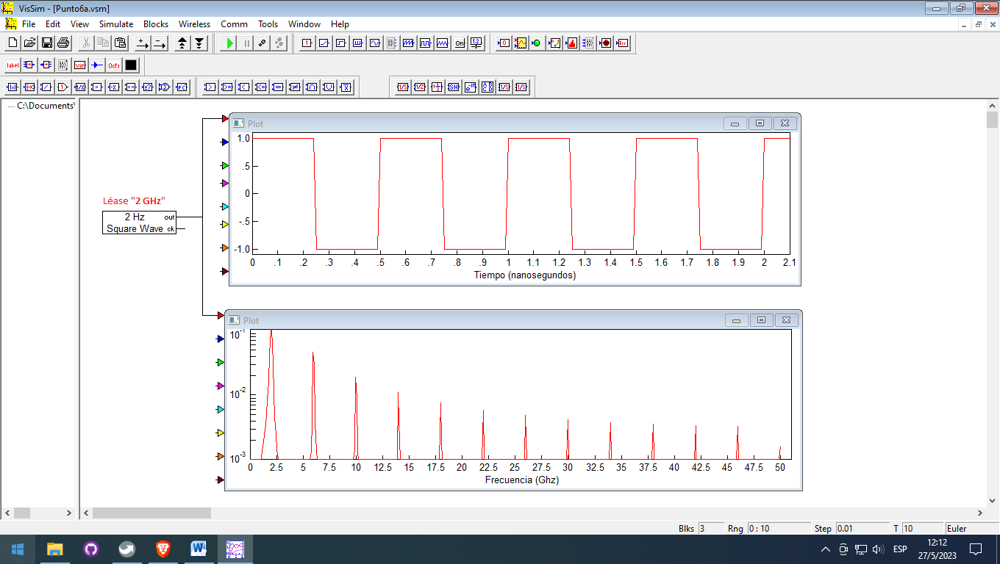 VisSim - [Punto6a.vsm]
File Edit View Simulate Blocks Wireless Comm Tools Window Help
C:\Documents\
Plot
1.0
.5
0
-.5
-1.0
0 .1 .2 .3 .4 .5 .6 .7 .8 .9 1 1.1 1.2 1.3 1.4 1.5 1.6 1.7 1.8 1.9 2 2.1
Tiempo (nanosegundos)
Léase "2 GHz"
2 Hz out
Square Wave ck
Plot
10-1
10-2
10-3
0 2.5 5 7.5 10 12.5 15 17.5 20 22.5 25 27.5 30 32.5 35 37.5 40 42.5 45 47.5 50
Frecuencia (Ghz)
Blks 3 Rng 0 : 10 Step 0.01 T 10 Euler
ESP
12:12
27/5/2023